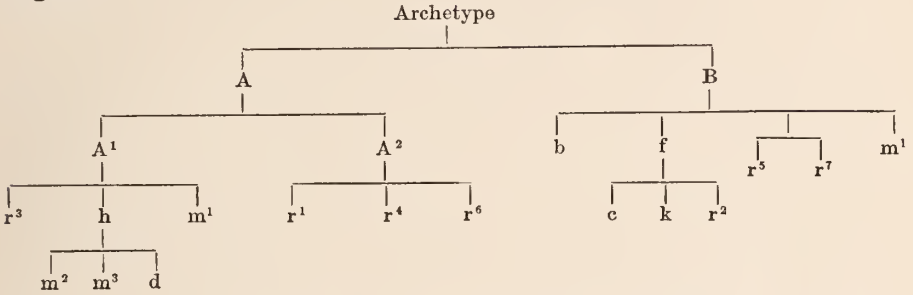 Archetype
A B
A¹ A² b f m¹
r⁵ r⁷
r³ h m¹ r¹ r⁴ r⁶ c k r²
m² m³ d